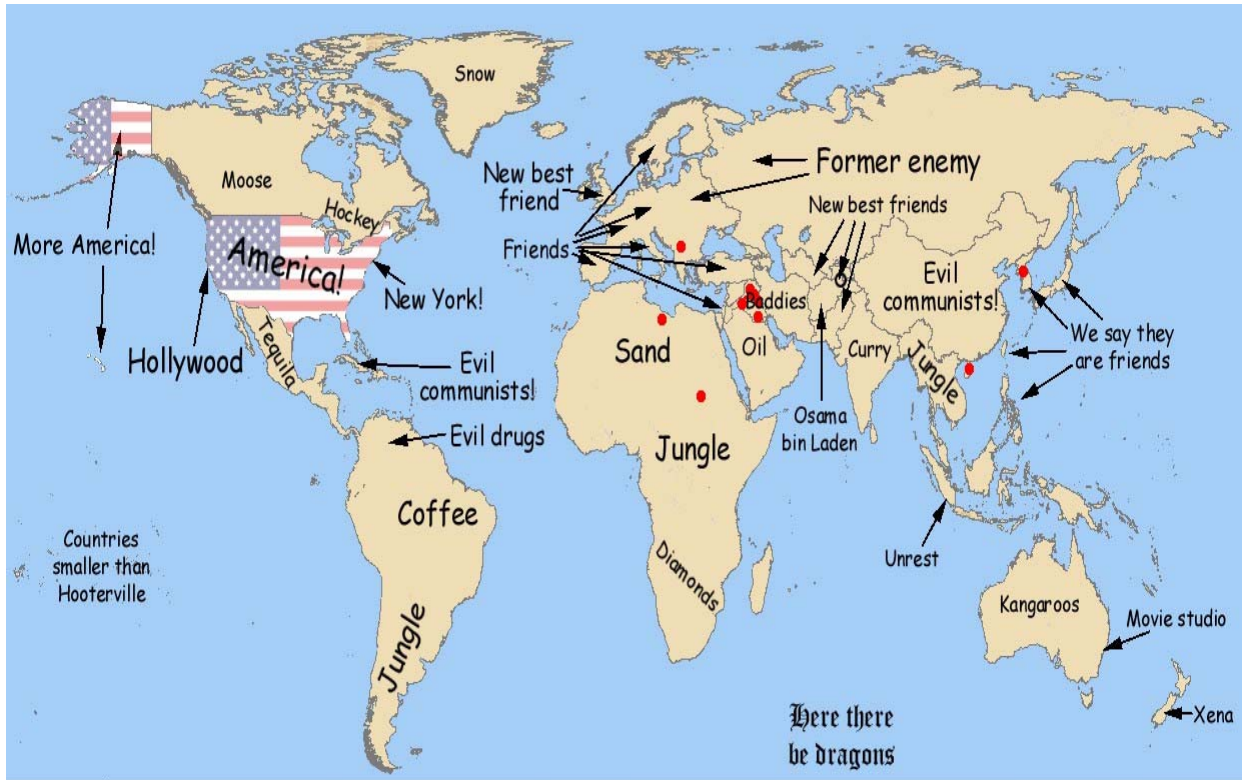 Snow
Moose
Hockey
More America!
America!
New York!
Hollywood
Tequila
Evil
communists!
Evil drugs
Coffee
Jungle
Countries
smaller than
Hooterville
New best
friend
Friends
Former enemy
New best friends
Baddies
Evil
communists!
Sand
Oil
Curry
Jungle
We say they
are friends
Osama
bin Laden
Jungle
Diamonds
Unrest
Kangaroos
Movie studio
Xena
Here there
be dragons